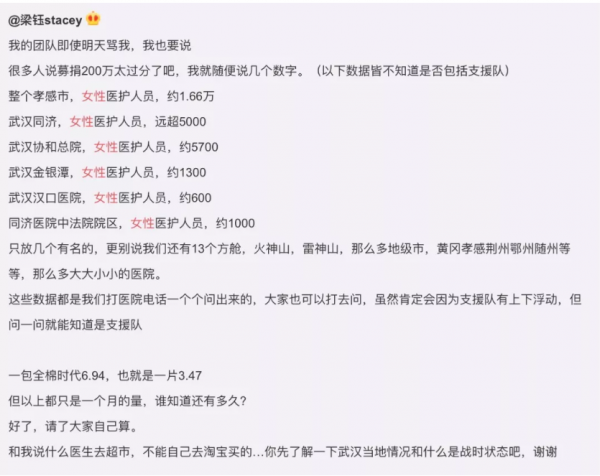 @梁钰stacey
我的团队即使明天骂我，我也要说
很多人说募捐200万太过分了吧，我就随便说几个数字。（以下数据皆不知道是否包括支援队）
整个孝感市，女性医护人员，约1.66万
武汉同济，女性医护人员，远超5000
武汉协和总院，女性医护人员，约5700
武汉金银潭，女性医护人员，约1300
武汉汉口医院，女性医护人员，约600
同济医院中法院院区，女性医护人员，约1000
只放几个有名的，更别说我们还有13个方舱，火神山，雷神山，那么多地级市，黄冈孝感荆州鄂州随州等
等，那么多大大小小的医院。
这些数据都是我们打医院电话一个个问出来的，大家也可以打去问，虽然肯定会因为支援队有上下浮动，但
问一问就能知道是支援队
一包全棉时代6.94，也就是一片3.47
但以上都只是一个月的量，谁知道还有多久？
好了，请了大家自己算。
和我说什么医生去超市，不能自己去淘宝买的...你先了解一下武汉当地情况和什么是战时状态吧，谢谢